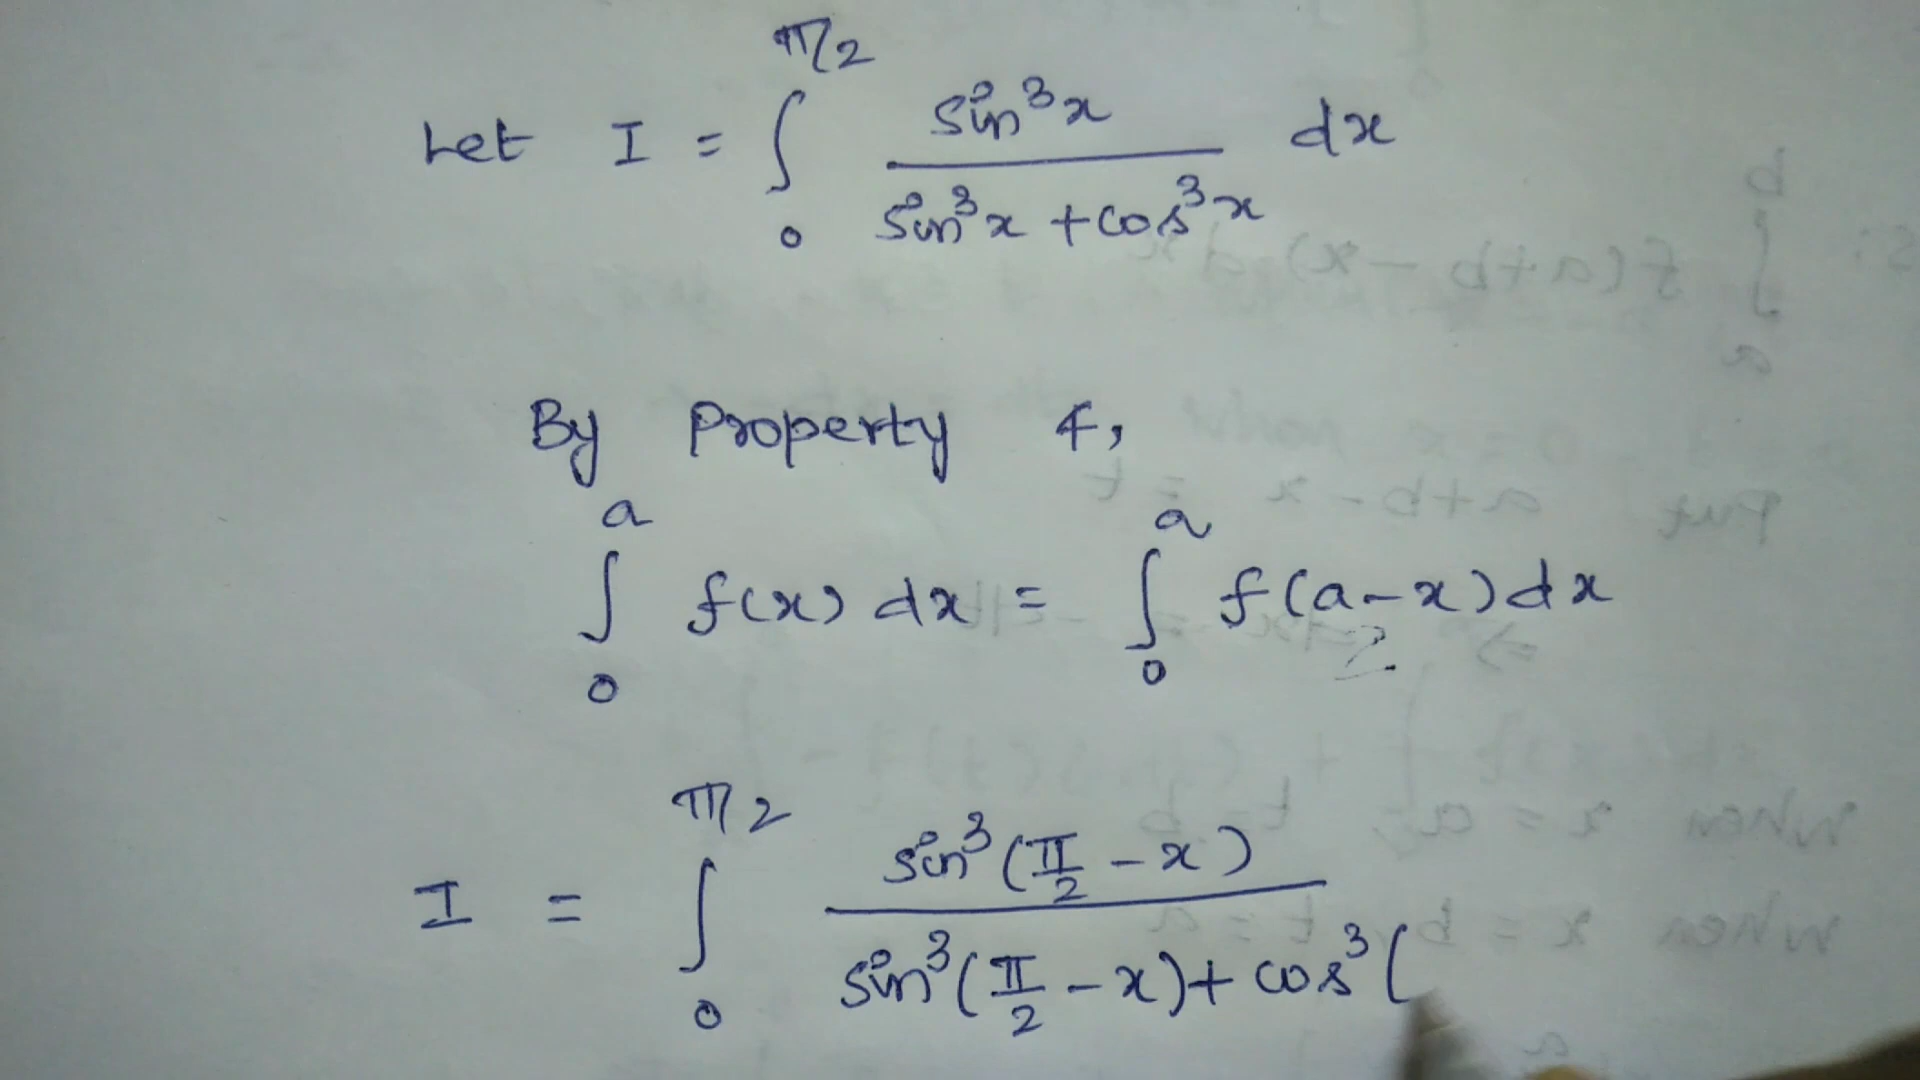 Let I = ∫₀^π/2 sin³x / (sin³x + cos³x) dx
By Property 4,
∫₀^a f(x) dx = ∫₀^a f(a-x) dx
I = ∫₀^π/2 sin³(π/2 - x) / (sin³(π/2 - x) + cos³(